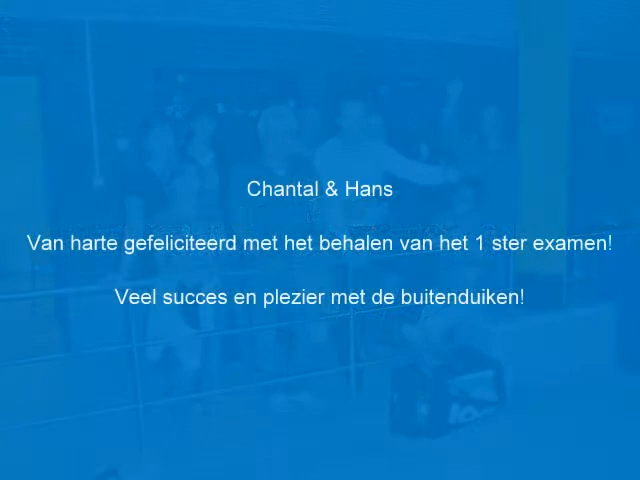 Chantal & Hans
Van harte gefeliciteerd met het behalen van het 1 ster examen!
Veel succes en plezier met de buitenduiken!